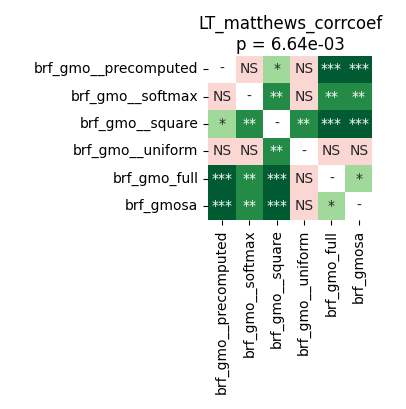 LT_matthews_corrcoef
p = 6.64e-03
brf_gmo__precomputed - NS * NS *** ***
brf_gmo__softmax NS - ** NS ** **
brf_gmo__square * ** - ** *** ***
brf_gmo__uniform NS NS ** - NS NS
brf_gmo_full *** ** *** NS - *
brf_gmosa *** ** *** NS * -
brf_gmo__precomputed
brf_gmo__softmax
brf_gmo__square
brf_gmo__uniform
brf_gmo_full
brf_gmosa